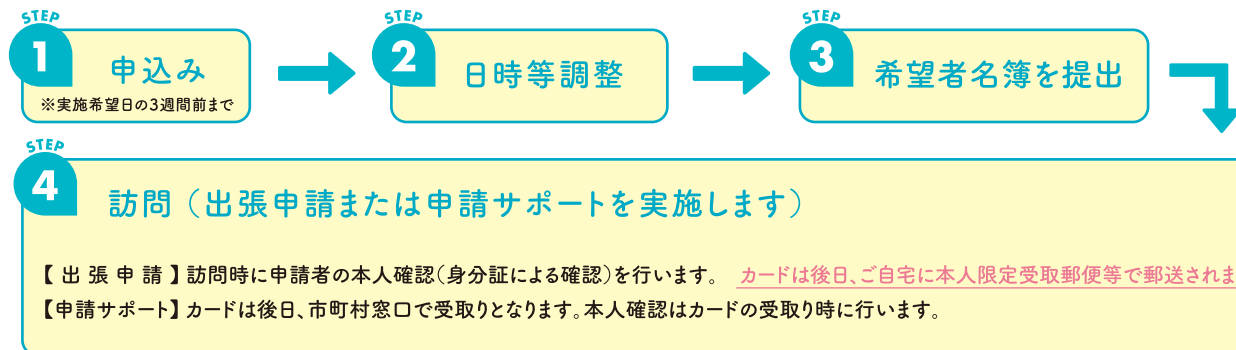 STEP
1
申込み
※実施希望日の3週間前まで
STEP
2
日時等調整
STEP
3
希望者名簿を提出
STEP
4
訪問（出張申請または申請サポートを実施します）
【出張申請】訪問時に申請者の本人確認（身分証による確認）を行います。 カードは後日、ご自宅に本人限定受取郵便等で郵送されま
【申請サポート】カードは後日、市町村窓口で受取りとなります。本人確認はカードの受取り時に行います。